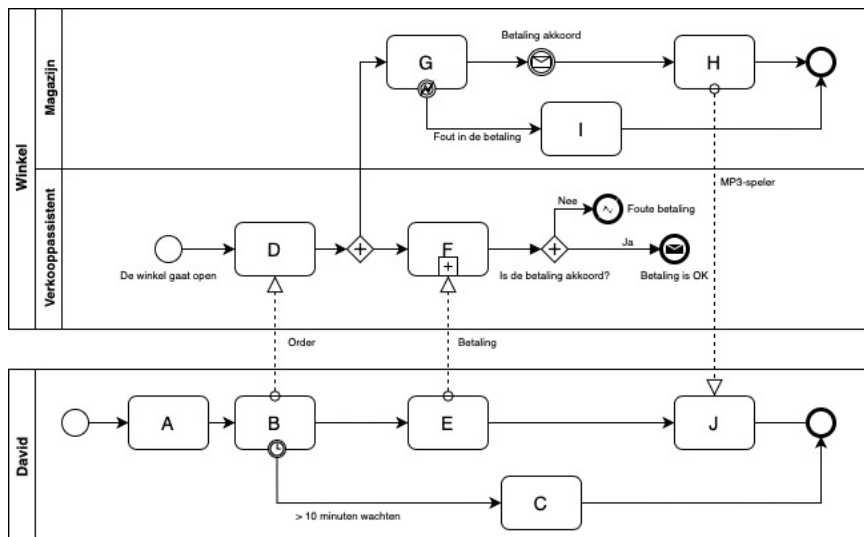 Winkel
Magazijn
G
Betaling akkoord
H
Fout in de betaling
I
MP3-speler
Verkooppassistent
De winkel gaat open
D
F
Is de betaling akkoord?
Nee
Foute betaling
Ja
Betaling is OK
Order
Betaling
David
A
B
E
J
> 10 minuten wachten
C